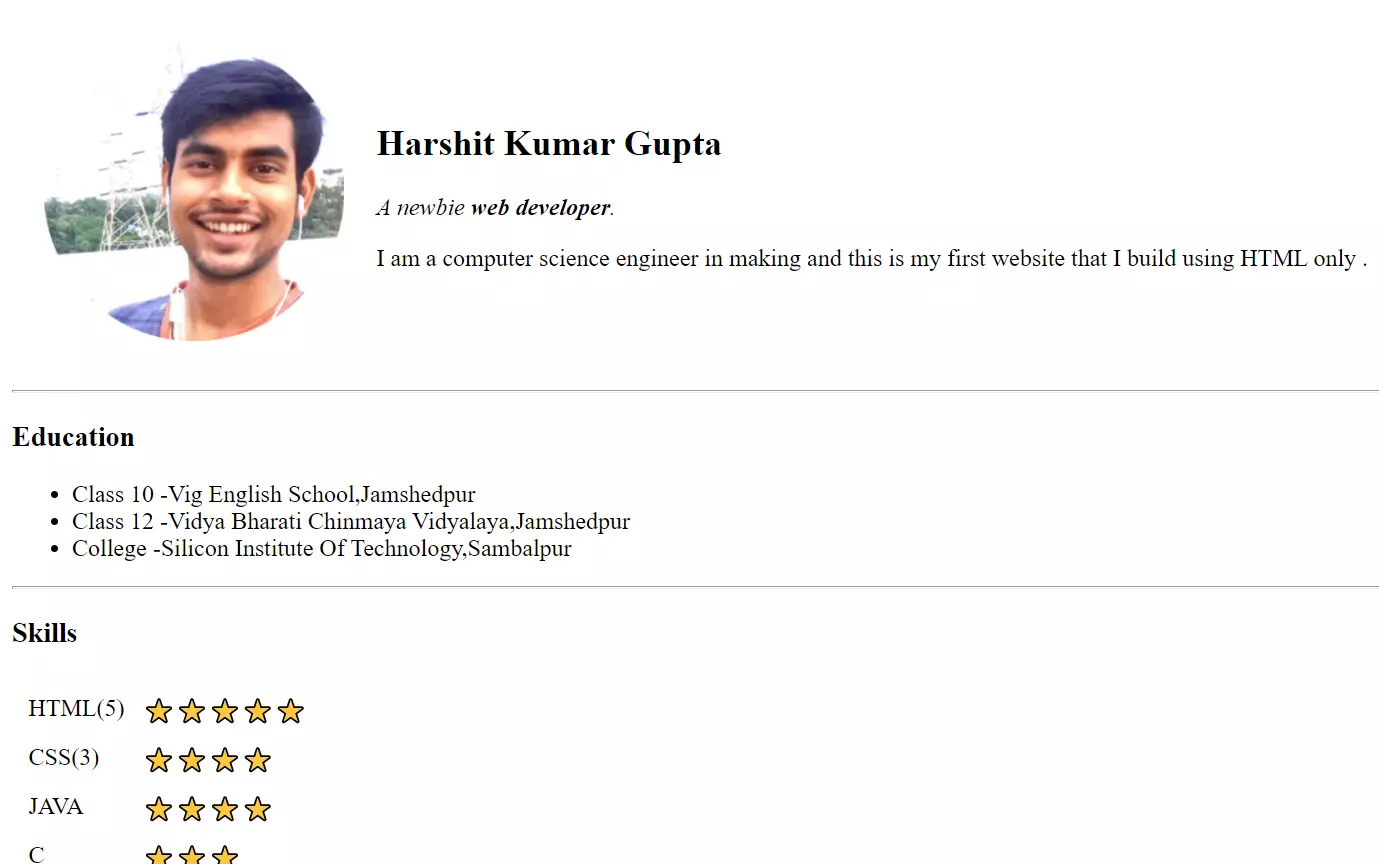 Harshit Kumar Gupta
A newbie web developer.
I am a computer science engineer in making and this is my first website that I build using HTML only .
Education
Class 10 -Vig English School,Jamshedpur
Class 12 -Vidya Bharati Chinmaya Vidyalaya,Jamshedpur
College -Silicon Institute Of Technology,Sambalpur
Skills
HTML(5)
CSS(3)
JAVA
C